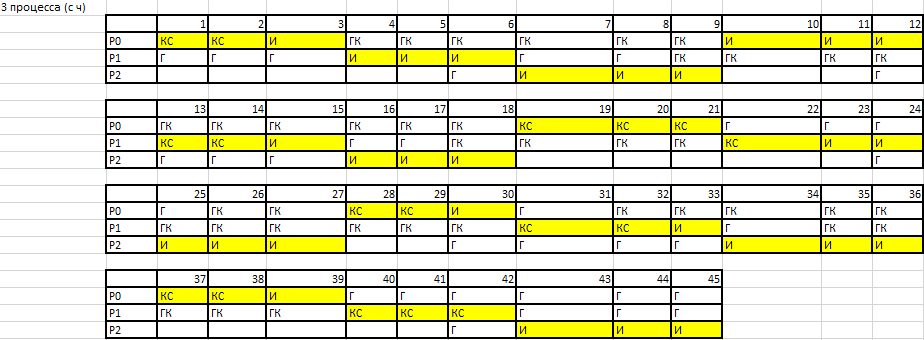 3 процесса (с ч)
1 2 3 4 5 6 7 8 9 10 11 12
P0 КС КС И ГК ГК ГК ГК ГК ГК И И И
P1 Г Г Г И И И Г Г ГК ГК ГК ГК
P2 Г И И И Г
13 14 15 16 17 18 19 20 21 22 23 24
P0 ГК ГК ГК ГК ГК ГК КС КС КС Г Г Г
P1 КС КС И Г Г ГК ГК ГК ГК КС И И
P2 Г Г Г И И И Г
25 26 27 28 29 30 31 32 33 34 35 36
P0 Г ГК ГК КС КС И Г ГК ГК ГК ГК ГК
P1 ГК ГК ГК ГК ГК ГК КС КС И Г ГК ГК
P2 И И И Г Г Г Г И И И
37 38 39 40 41 42 43 44 45
P0 КС КС И Г Г Г Г Г Г
P1 ГК ГК ГК КС КС КС Г Г Г
P2 Г И И И